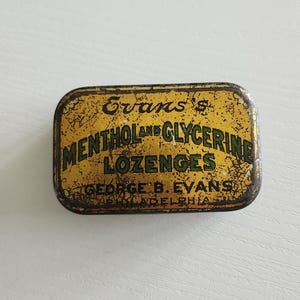 Evans's
MENTHOL AND GLYCERINE
LOZENGES
GEORGE B. EVANS
PHILADELPHIA